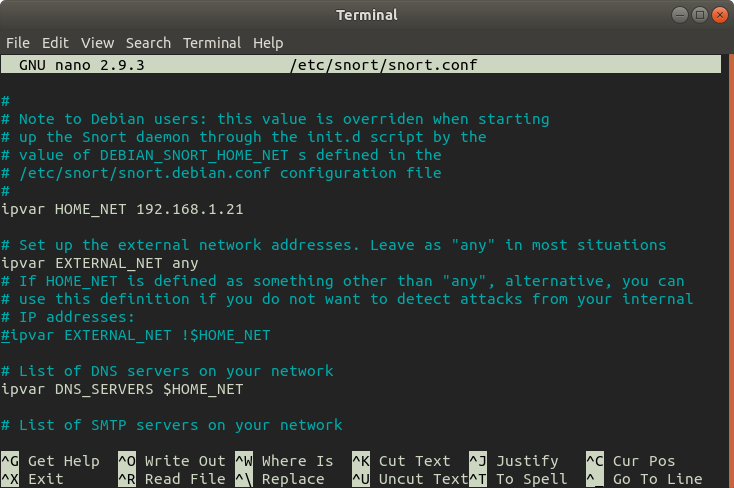 Terminal
File Edit View Search Terminal Help
GNU nano 2.9.3 /etc/snort/snort.conf
#
# Note to Debian users: this value is overriden when starting
# up the Snort daemon through the init.d script by the
# value of DEBIAN_SNORT_HOME_NET s defined in the
# /etc/snort/snort.debian.conf configuration file
#
ipvar HOME_NET 192.168.1.21
# Set up the external network addresses. Leave as "any" in most situations
ipvar EXTERNAL_NET any
# If HOME_NET is defined as something other than "any", alternative, you can
# use this definition if you do not want to detect attacks from your internal
# IP addresses:
#ipvar EXTERNAL_NET !$HOME_NET
# List of DNS servers on your network
ipvar DNS_SERVERS $HOME_NET
# List of SMTP servers on your network
^G Get Help ^O Write Out ^W Where Is ^K Cut Text ^J Justify ^C Cur Pos
^X Exit ^R Read File ^\ Replace ^U Uncut Text ^T To Spell ^_ Go To Line